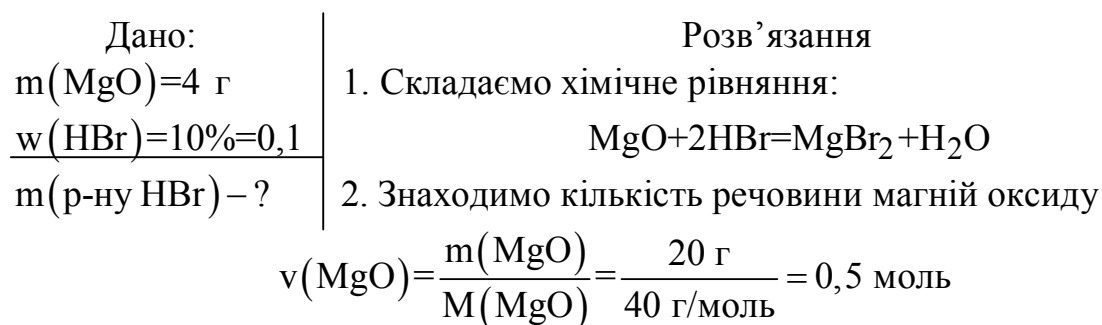 Дано:
m(MgO)=4 г
w(HBr)=10%=0,1
m(р-ну HBr) – ?
Розв’язання
1. Складаємо хімічне рівняння:
MgO+2HBr=MgBr₂+H₂O
2. Знаходимо кількість речовини магній оксиду
ν(MgO)=m(MgO)/M(MgO)=20 г/40 г/моль = 0,5 моль